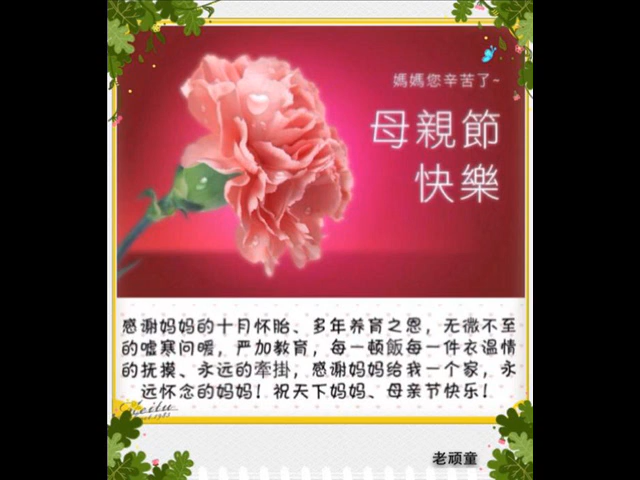 媽媽您辛苦了~
母親節
快樂
感谢妈妈的十月怀胎、多年养育之恩，无微不至
的嘘寒问暖，严加教育，每一顿飯每一件衣温情
的抚摸、永远的牽掛，感谢妈妈给我一个家，永
远怀念的妈妈！祝天下妈妈、母亲节快乐！
老顽童